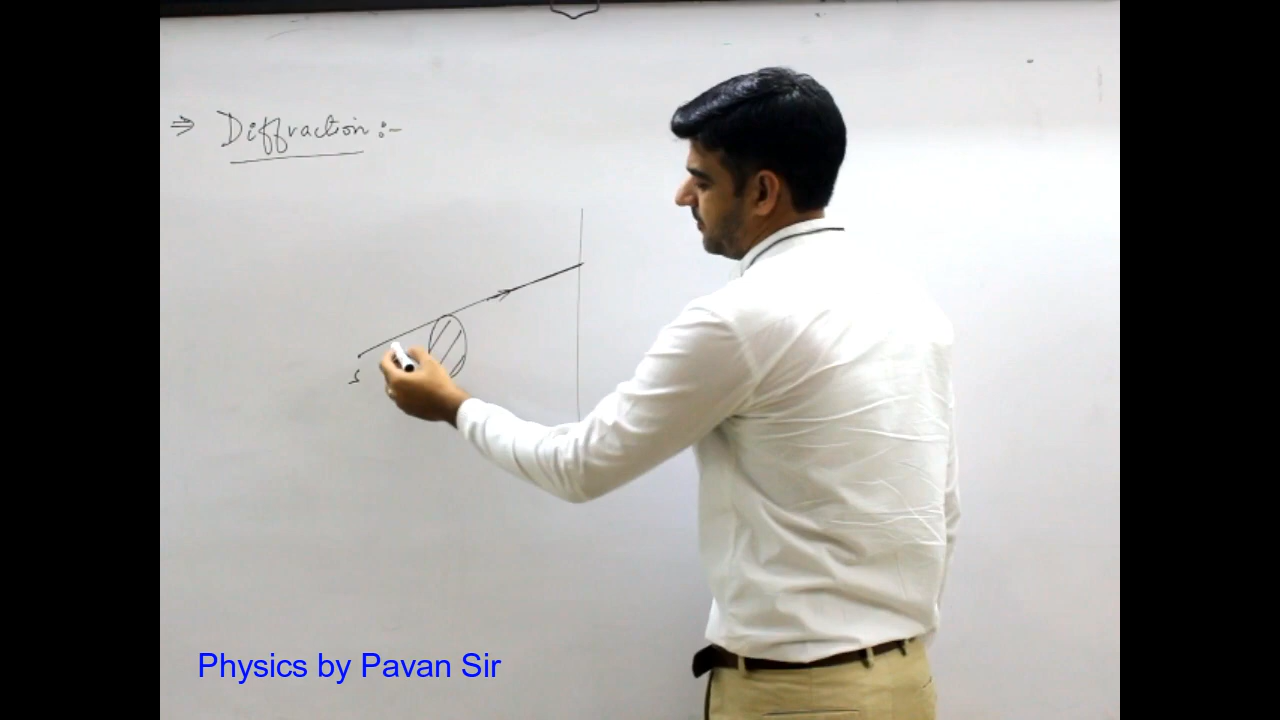 ⇒ Diffraction :-
S
Physics by Pavan Sir